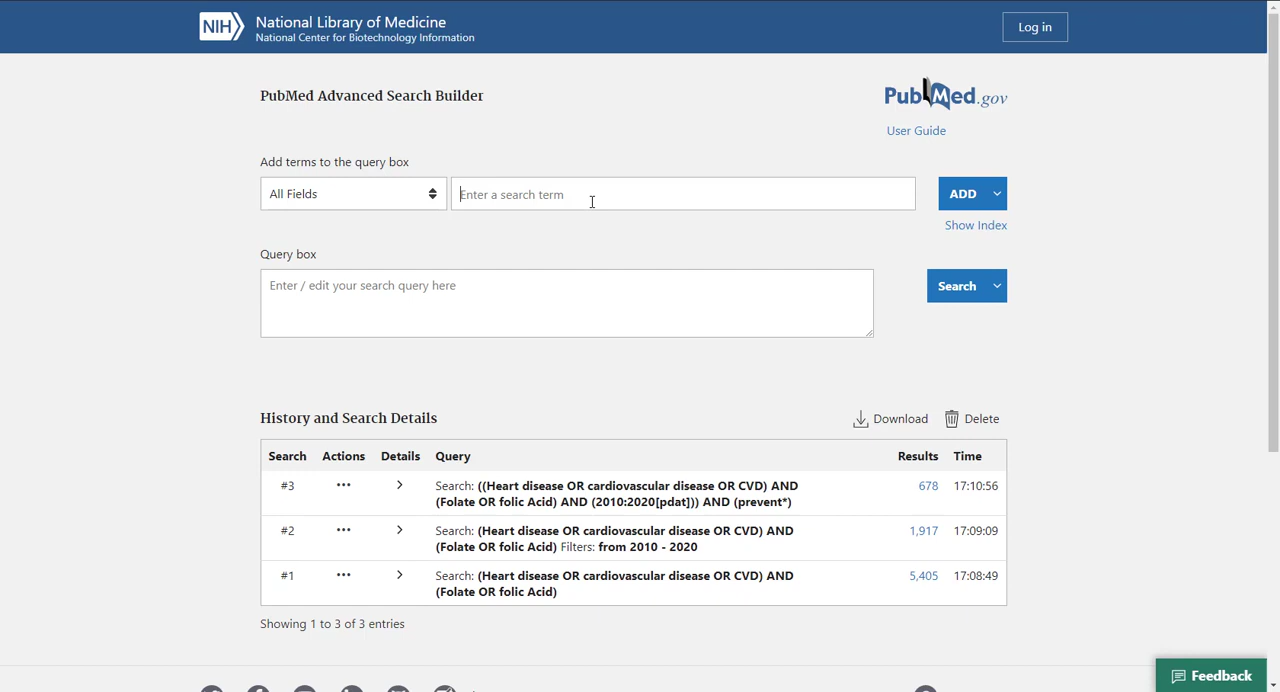 NIH National Library of Medicine
National Center for Biotechnology Information
Log in
PubMed Advanced Search Builder
PubMed.gov
User Guide
Add terms to the query box
All Fields
Enter a search term
ADD
Show Index
Query box
Enter / edit your search query here
Search
History and Search Details
Download
Delete
Search Actions Details Query Results Time
#3 ••• Search: ((Heart disease OR cardiovascular disease OR CVD) AND 678 17:10:56
(Folate OR folic Acid) AND (2010:2020[pdat])) AND (prevent*)
#2 ••• Search: (Heart disease OR cardiovascular disease OR CVD) AND 1,917 17:09:09
(Folate OR folic Acid) Filters: from 2010 - 2020
#1 ••• Search: (Heart disease OR cardiovascular disease OR CVD) AND 5,405 17:08:49
(Folate OR folic Acid)
Showing 1 to 3 of 3 entries
Feedback